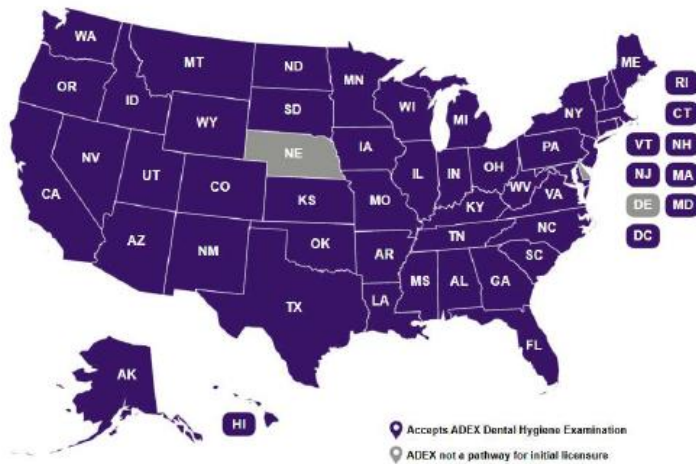 WA
MT
ND
MN
ME
OR
ID
SD
WI
MI
NY
RI
WY
CT
NE
IA
PA
VT
NH
NV
UT
CO
IL
IN
OH
NJ
MA
CA
KS
MO
WV
VA
DE
MD
KY
AZ
NM
OK
AR
TN
NC
DC
SC
TX
MS
AL
GA
LA
FL
AK
HI
Accepts ADEX Dental Hygiene Examination
ADEX not a pathway for initial licensure